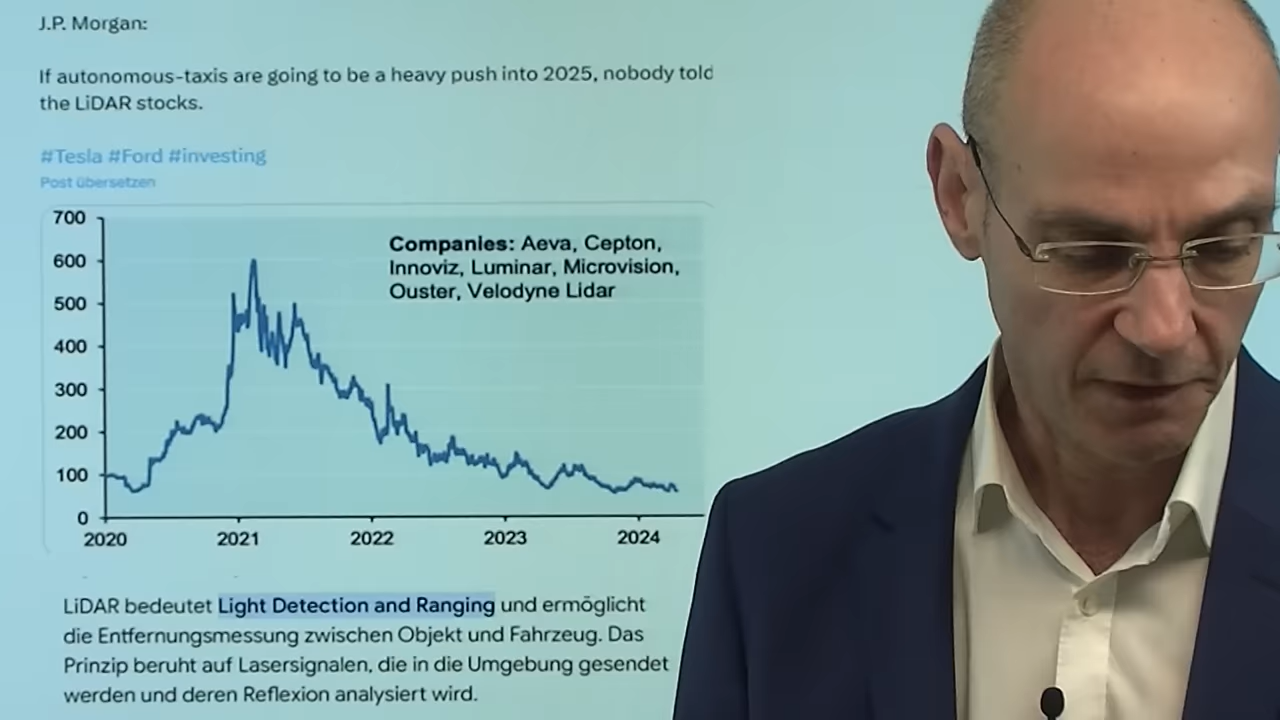 J.P. Morgan:
If autonomous-taxis are going to be a heavy push into 2025, nobody told
the LiDAR stocks.
#Tesla #Ford #investing
Post übersetzen
700
600
500
400
300
200
100
0
Companies: Aeva, Cepton,
Innoviz, Luminar, Microvision,
Ouster, Velodyne Lidar
2020 2021 2022 2023 2024
LiDAR bedeutet Light Detection and Ranging und ermöglicht
die Entfernungsmessung zwischen Objekt und Fahrzeug. Das
Prinzip beruht auf Lasersignalen, die in die Umgebung gesendet
werden und deren Reflexion analysiert wird.